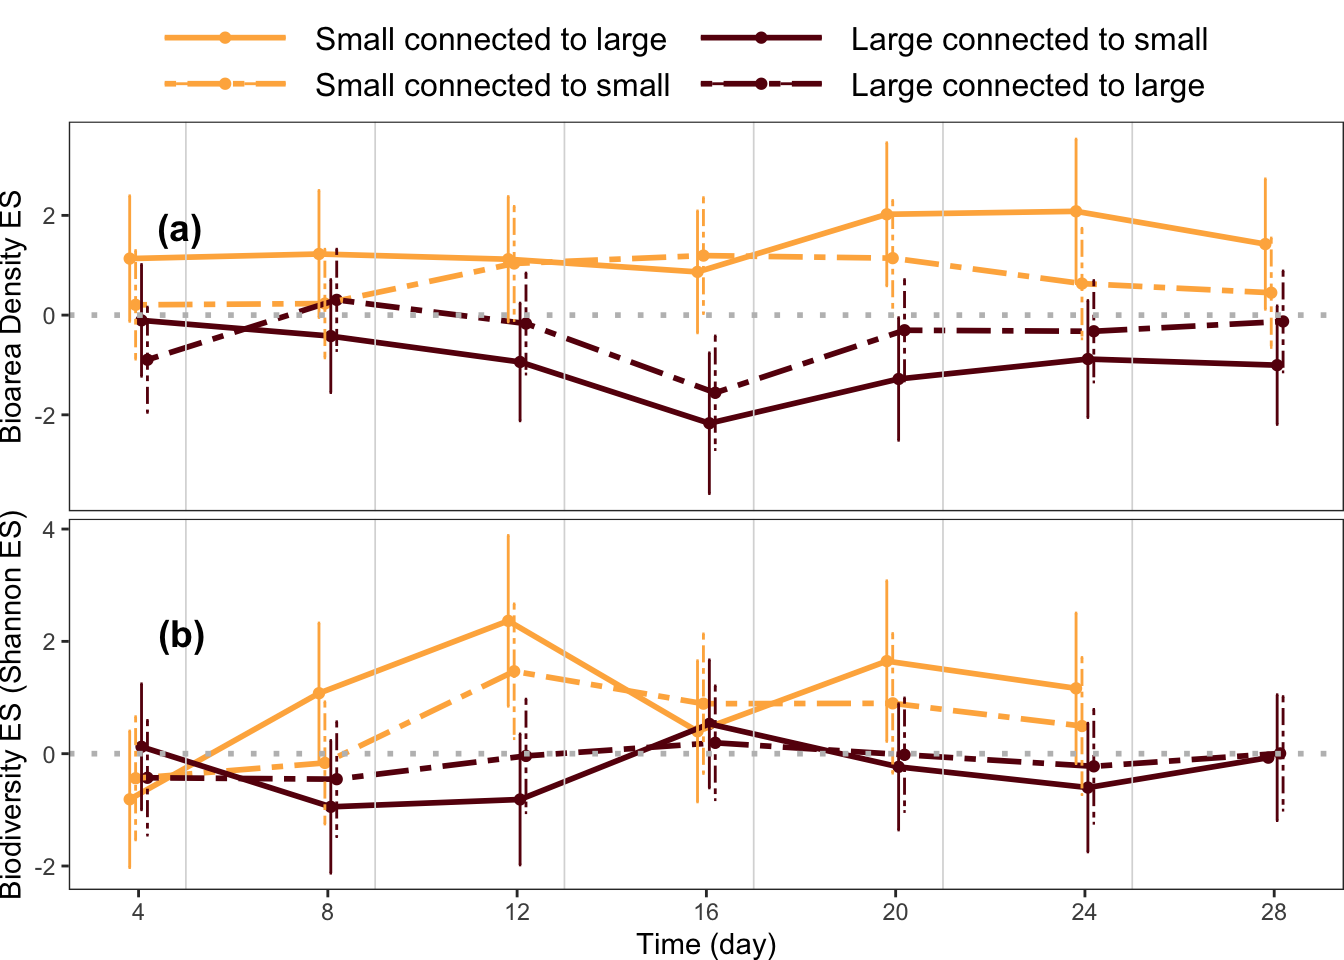 Small connected to large
Large connected to small
Small connected to small
Large connected to large
(a)
Bioarea Density ES
2
0
-2
(b)
Biodiversity ES (Shannon ES)
4
2
0
-2
4 8 12 16 20 24 28
Time (day)